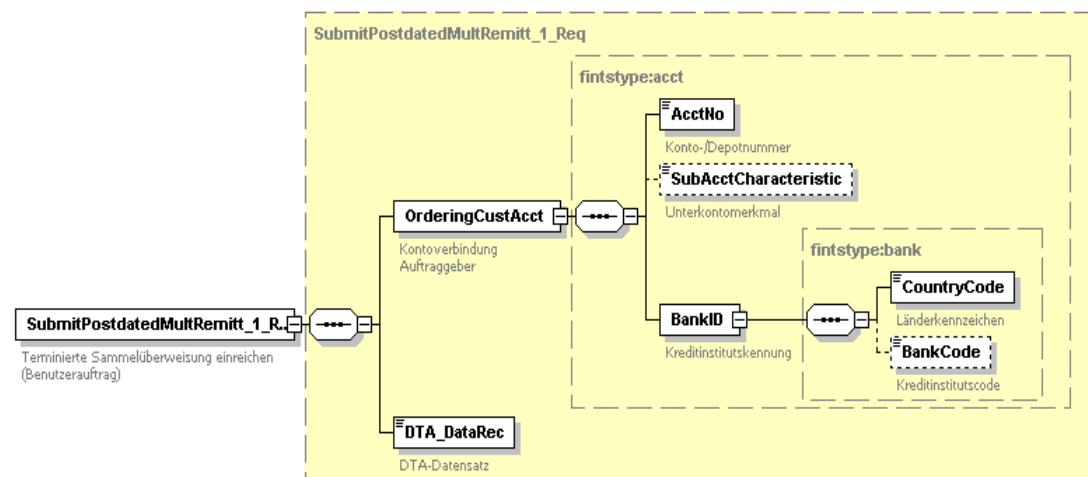 SubmitPostdatedMultRemitt_1_Req
fintstype:acct
AcctNo
Konto-/Depotnummer
SubAcctCharacteristic
Unterkontomerkmal
OrderingCustAcct
Kontoverbindung
Auftraggeber
fintstype:bank
CountryCode
Länderkennzeichen
BankID
Kreditinstitutskennung
BankCode
Kreditinstitutscode
SubmitPostdatedMultRemitt_1_R..
Terminierte Sammelüberweisung einreichen
(Benutzerauftrag)
DTA_DataRec
DTA-Datensatz